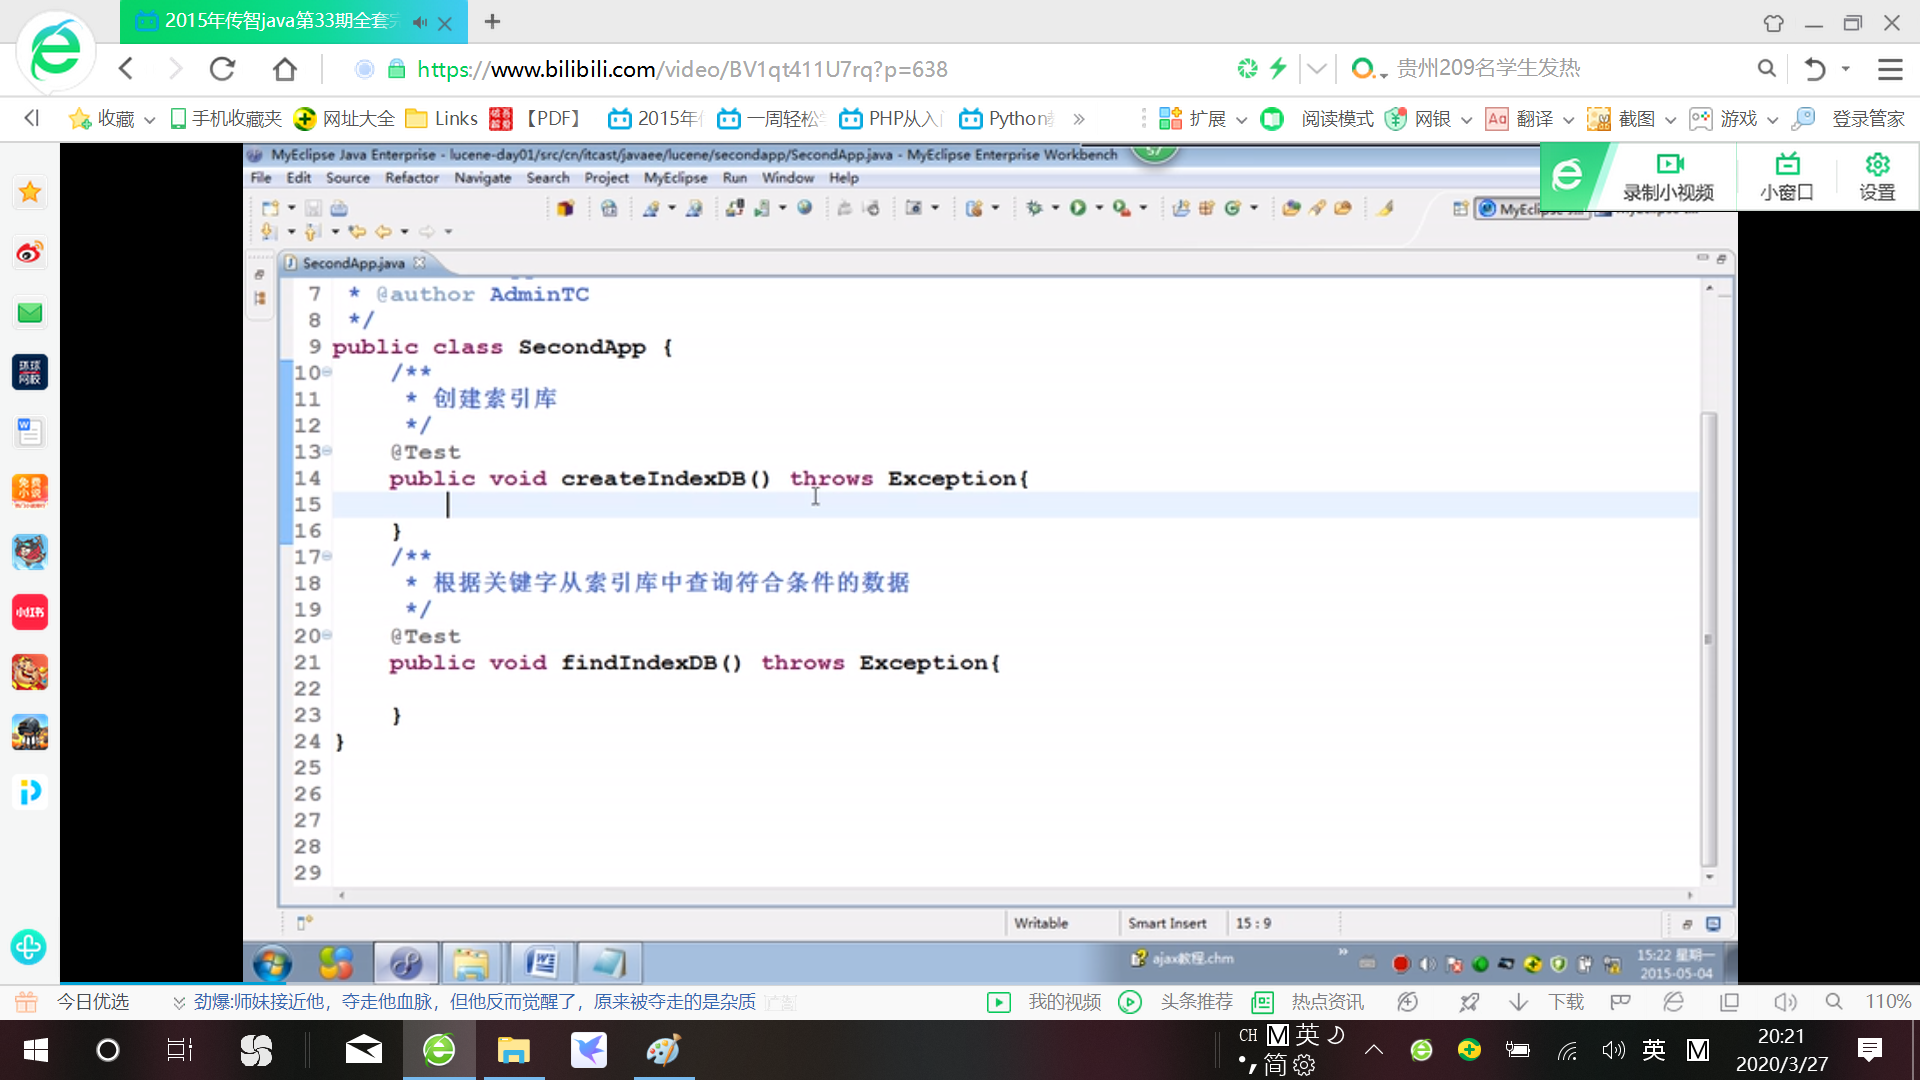 2015年传智java第33期全套
https://www.bilibili.com/video/BV1qt411U7rq?p=638
贵州209名学生发热
收藏 手机收藏夹 网址大全 Links 【PDF】 2015年 一周轻松 PHP从入 Python
扩展 阅读模式 网银 翻译 截图 游戏 登录管家
MyEclipse Java Enterprise - lucene-day01/src/cn/itcast/javaee/lucene/secondapp/SecondApp.java - MyEclipse Enterprise Workbench
57
录制小视频 小窗口 设置
File Edit Source Refactor Navigate Search Project MyEclipse Run Window Help
SecondApp.java
7 * @author AdminTC
8 */
9 public class SecondApp {
10 /**
11 * 创建索引库
12 */
13 @Test
14 public void createIndexDB() throws Exception{
15
16 }
17 /**
18 * 根据关键字从索引库中查询符合条件的数据
19 */
20 @Test
21 public void findIndexDB() throws Exception{
22
23 }
24 }
25
26
27
28
29
Writable Smart Insert 15 : 9
ajax教程.chm
15:22 星期一
2015-05-04
环球网校
免费小说
小红书
今日优选 劲爆:师妹接近他，夺走他血脉，但他反而觉醒了，原来被夺走的是杂质 广告
我的视频 头条推荐 热点资讯 下载 110%
CH M 英
简
英 M
20:21
2020/3/27